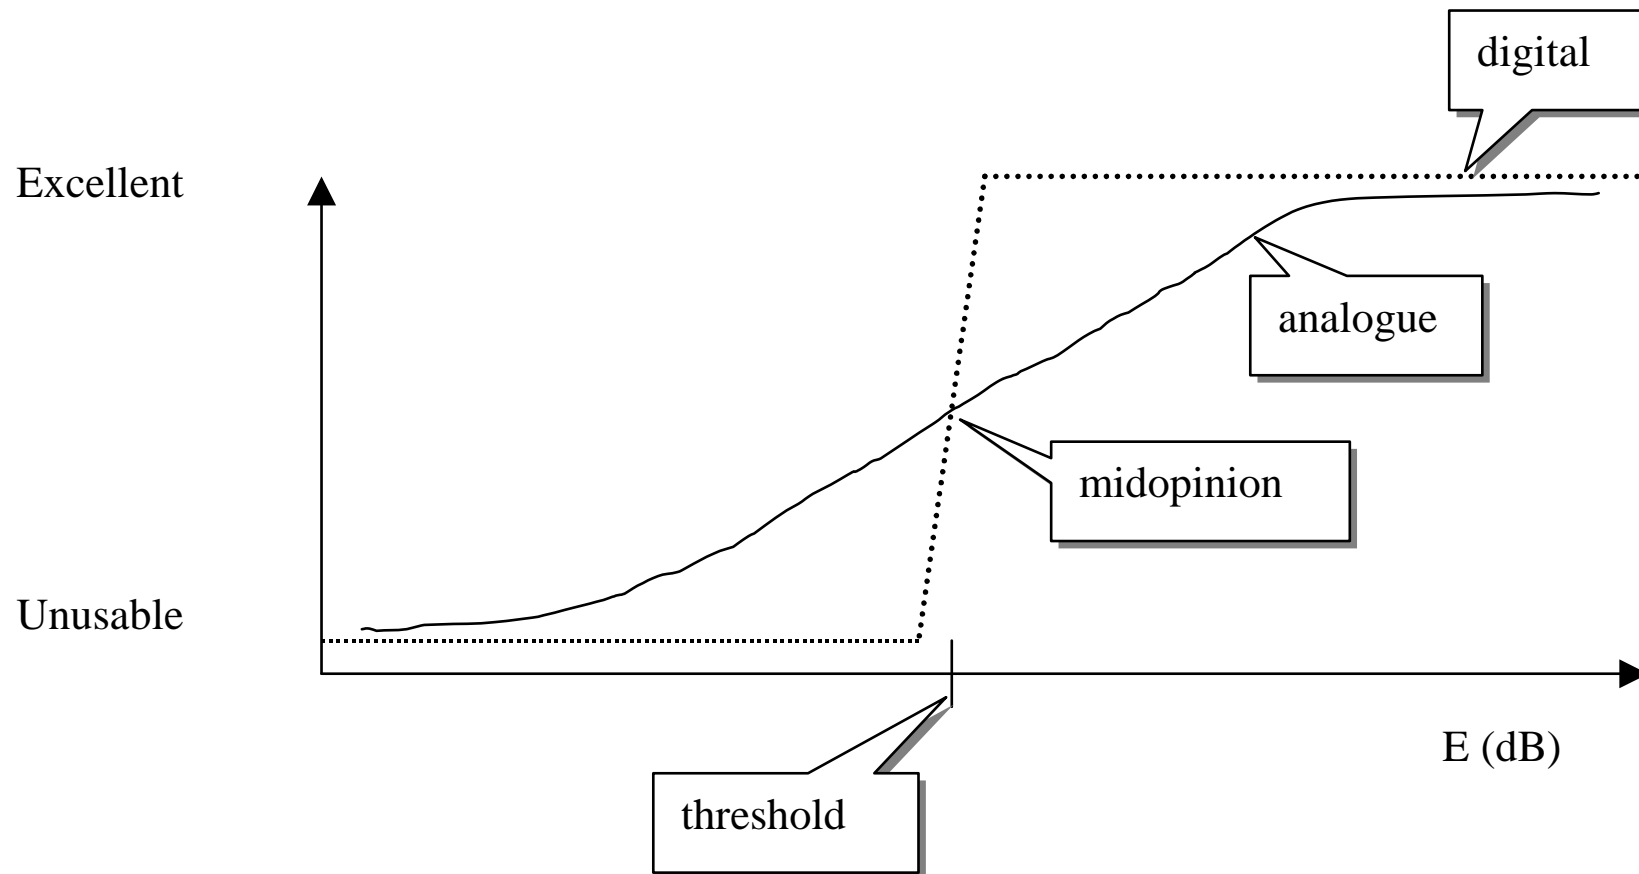 digital
Excellent
analogue
midopinion
Unusable
E (dB)
threshold